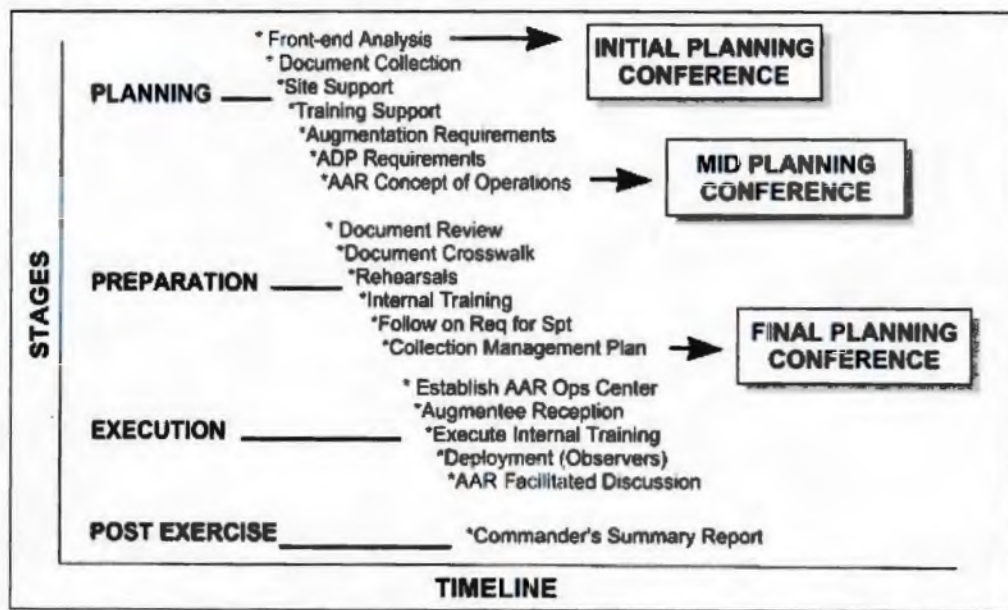 * Front-end Analysis
INITIAL PLANNING
CONFERENCE
* Document Collection
PLANNING
*Site Support
*Training Support
*Augmentation Requirements
*ADP Requirements
*AAR Concept of Operations
MID PLANNING
CONFERENCE
* Document Review
*Document Crosswalk
PREPARATION
*Rehearsals
*Internal Training
*Follow on Req for Spt
*Collection Management Plan
FINAL PLANNING
CONFERENCE
* Establish AAR Ops Center
*Augmentee Reception
EXECUTION
*Execute Internal Training
*Deployment (Observers)
*AAR Facilitated Discussion
POST EXERCISE
*Commander's Summary Report
STAGES
TIMELINE